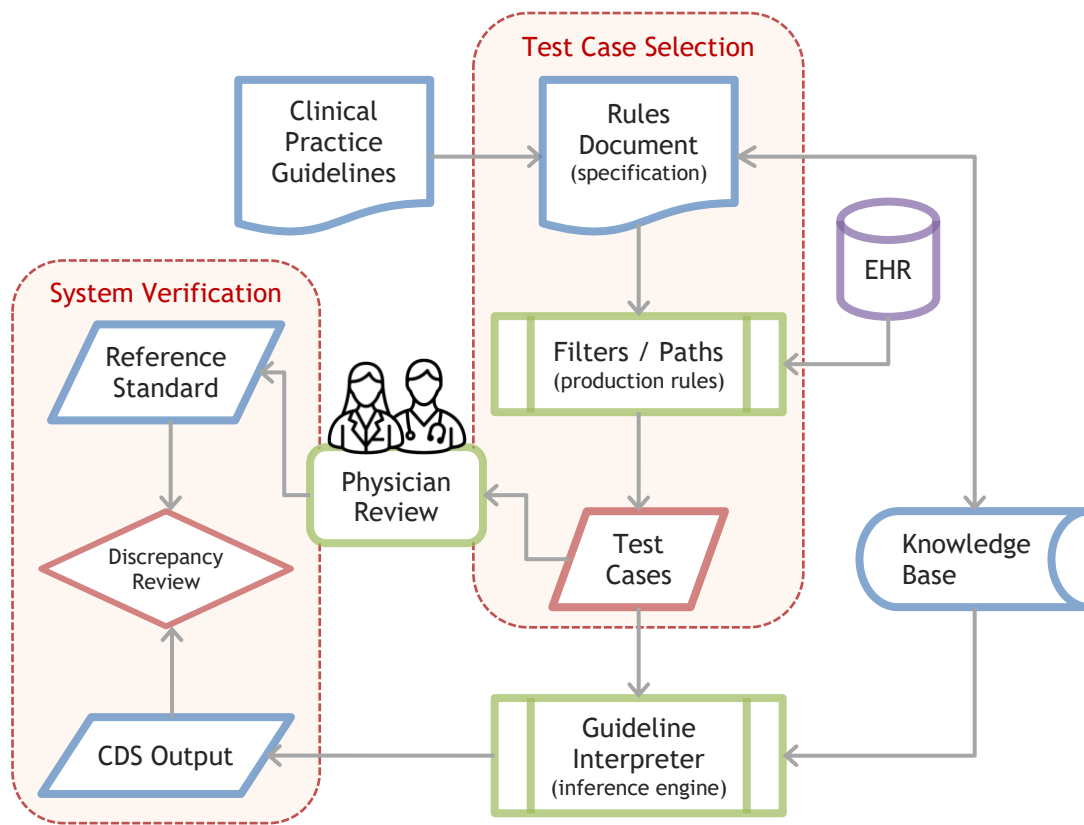 Test Case Selection
Clinical
Practice
Guidelines
Rules
Document
(specification)
EHR
System Verification
Reference
Standard
Filters / Paths
(production rules)
Physician
Review
Discrepancy
Review
Test
Cases
Knowledge
Base
CDS Output
Guideline
Interpreter
(inference engine)